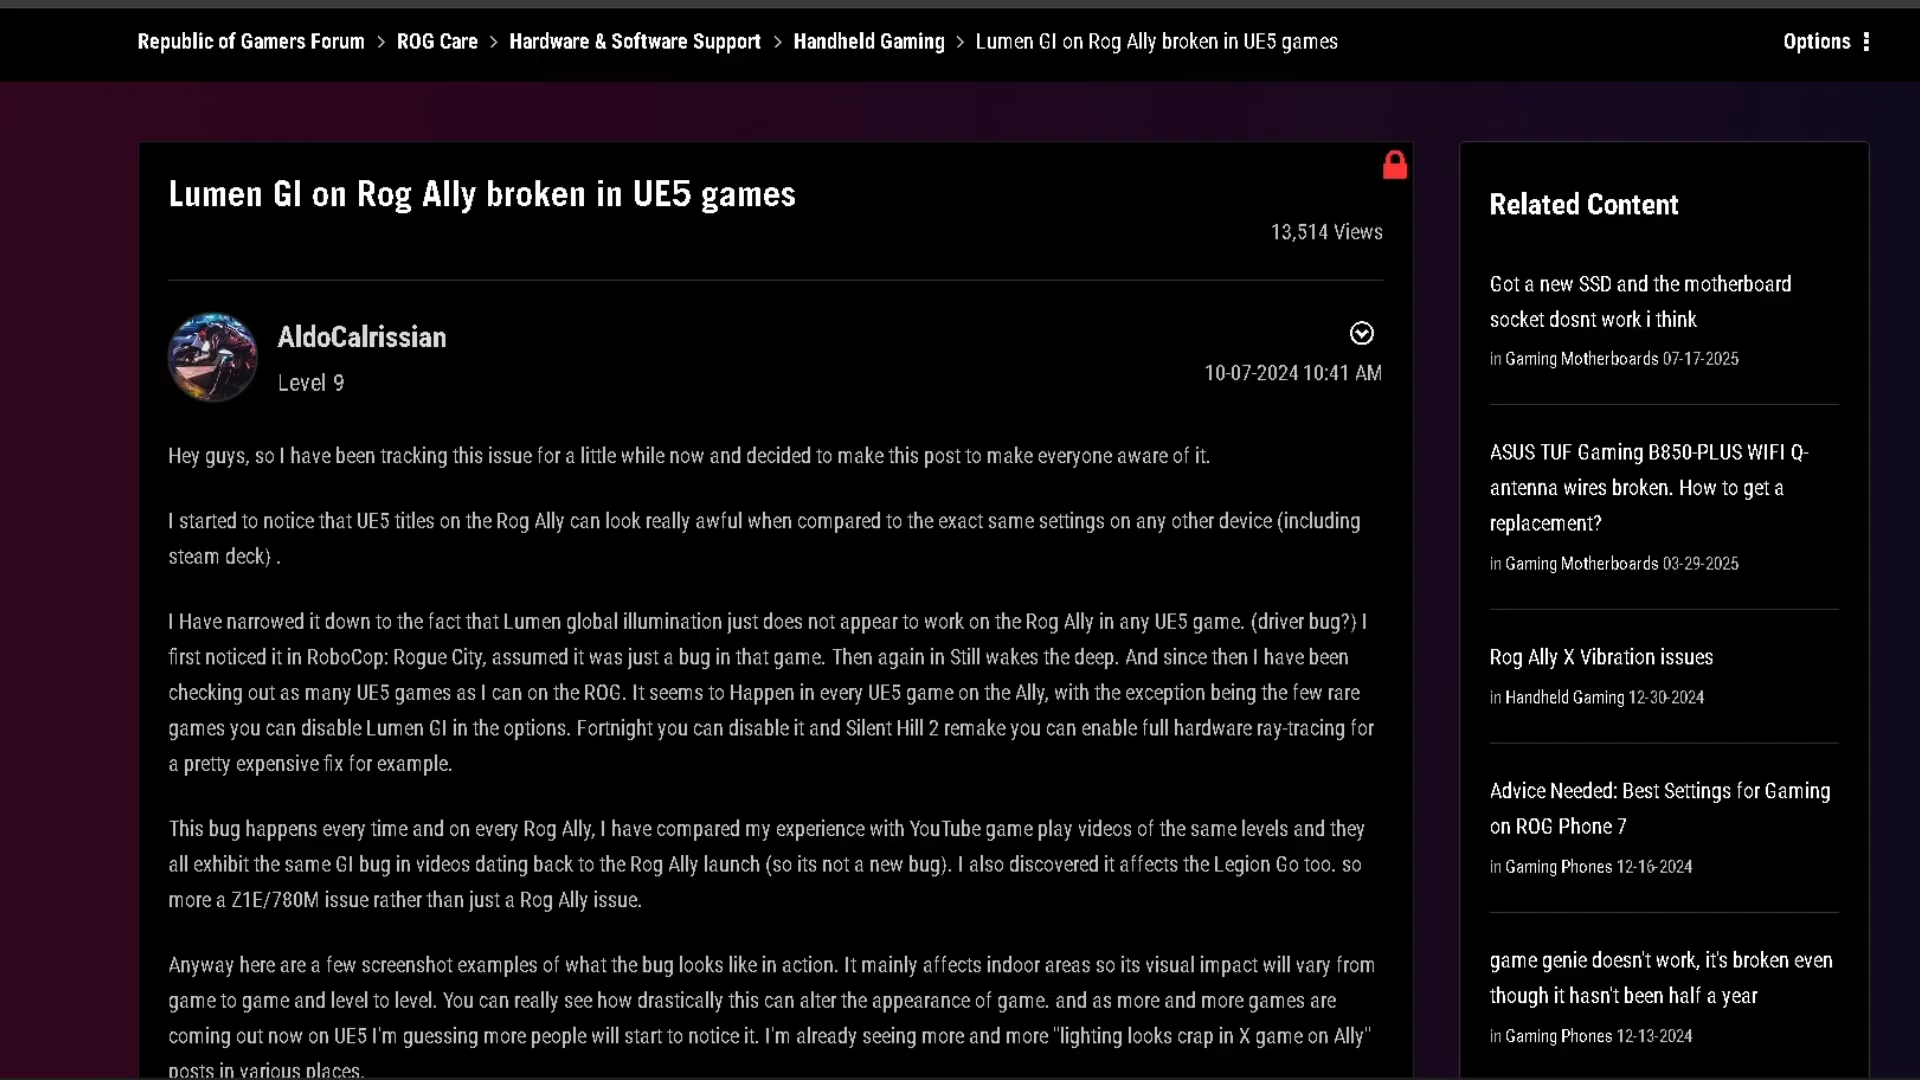 Republic of Gamers Forum > ROG Care > Hardware & Software Support > Handheld Gaming > Lumen GI on Rog Ally broken in UE5 games
Options
Lumen GI on Rog Ally broken in UE5 games
13,514 Views
AldoCalrissian
Level 9
10-07-2024 10:41 AM
Hey guys, so I have been tracking this issue for a little while now and decided to make this post to make everyone aware of it.
I started to notice that UE5 titles on the Rog Ally can look really awful when compared to the exact same settings on any other device (including
steam deck) .
I Have narrowed it down to the fact that Lumen global illumination just does not appear to work on the Rog Ally in any UE5 game. (driver bug?) I
first noticed it in RoboCop: Rogue City, assumed it was just a bug in that game. Then again in Still wakes the deep. And since then I have been
checking out as many UE5 games as I can on the ROG. It seems to Happen in every UE5 game on the Ally, with the exception being the few rare
games you can disable Lumen GI in the options. Fortnight you can disable it and Silent Hill 2 remake you can enable full hardware ray-tracing for
a pretty expensive fix for example.
This bug happens every time and on every Rog Ally, I have compared my experience with YouTube game play videos of the same levels and they
all exhibit the same GI bug in videos dating back to the Rog Ally launch (so its not a new bug). I also discovered it affects the Legion Go too. so
more a Z1E/780M issue rather than just a Rog Ally issue.
Anyway here are a few screenshot examples of what the bug looks like in action. It mainly affects indoor areas so its visual impact will vary from
game to game and level to level. You can really see how drastically this can alter the appearance of game. and as more and more games are
coming out now on UE5 I'm guessing more people will start to notice it. I'm already seeing more and more "lighting looks crap in X game on Ally"
posts in various places.
Related Content
Got a new SSD and the motherboard
socket dosnt work i think
in Gaming Motherboards 07-17-2025
ASUS TUF Gaming B850-PLUS WIFI Q-
antenna wires broken. How to get a
replacement?
in Gaming Motherboards 03-29-2025
Rog Ally X Vibration issues
in Handheld Gaming 12-30-2024
Advice Needed: Best Settings for Gaming
on ROG Phone 7
in Gaming Phones 12-16-2024
game genie doesn't work, it's broken even
though it hasn't been half a year
in Gaming Phones 12-13-2024